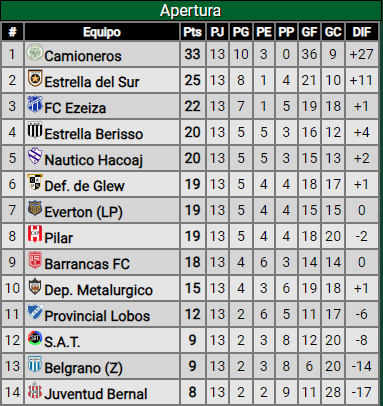 Apertura
# Equipo Pts PJ PG PE PP GF GC DIF
1 Camioneros 33 13 10 3 0 36 9 +27
2 Estrella del Sur 25 13 8 1 4 21 10 +11
3 FC Ezeiza 22 13 7 1 5 19 18 +1
4 Estrella Berisso 20 13 5 5 3 16 12 +4
5 Nautico Hacoaj 20 13 5 5 3 15 13 +2
6 Def. de Glew 19 13 5 4 4 18 17 +1
7 Everton (LP) 19 13 5 4 4 15 15 0
8 Pilar 19 13 5 4 4 18 20 -2
9 Barrancas FC 18 13 4 6 3 14 14 0
10 Dep. Metalurgico 15 13 4 3 6 19 18 +1
11 Provincial Lobos 12 13 2 6 5 11 17 -6
12 S.A.T. 9 13 2 3 8 12 20 -8
13 Belgrano (Z) 9 13 2 3 8 6 20 -14
14 Juventud Bernal 8 13 2 2 9 11 28 -17